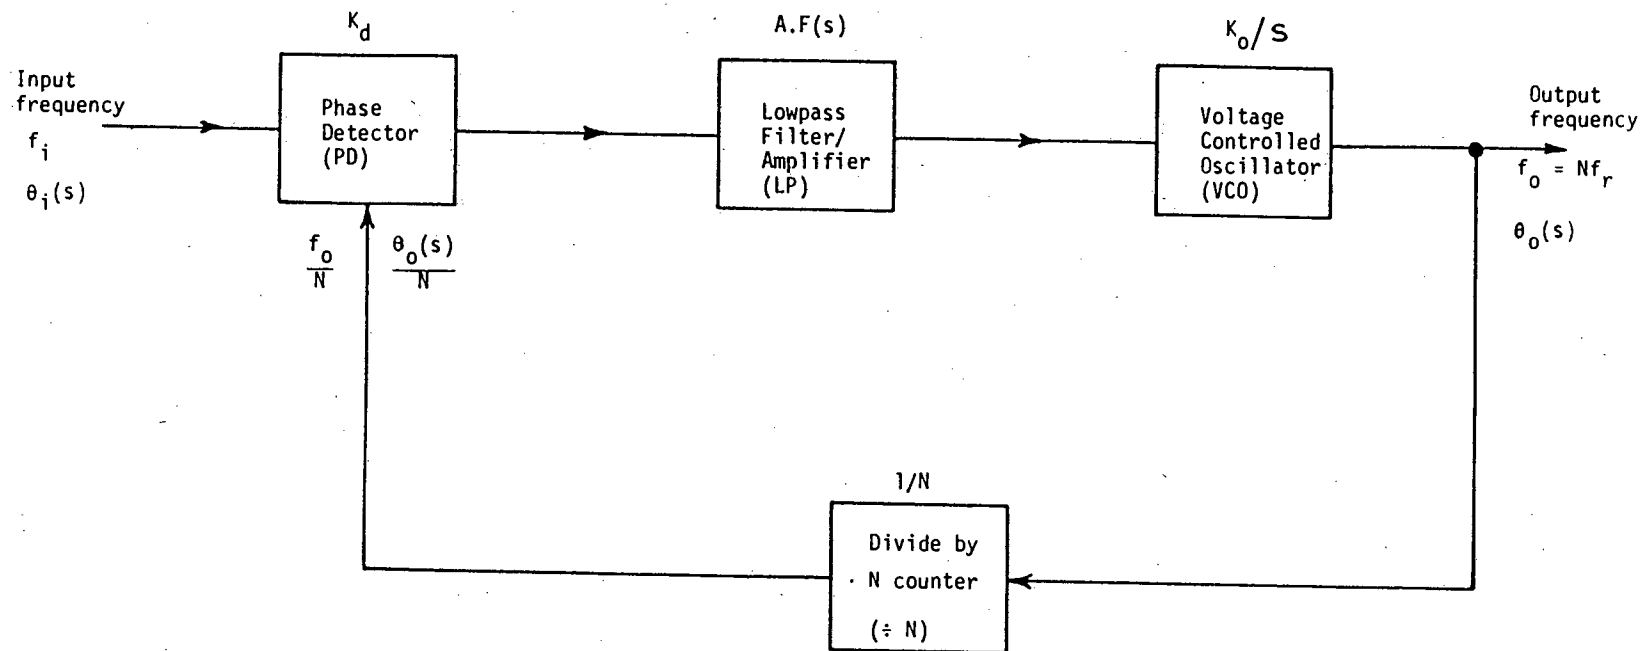 K_d
A.F(s)
K_o/s
Input
frequency
f_i
θ_i(s)
Phase
Detector
(PD)
Lowpass
Filter/
Amplifier
(LP)
Voltage
Controlled
Oscillator
(VCO)
Output
frequency
f_o = Nf_r
θ_o(s)
f_o/N
θ_o(s)/N
1/N
Divide by
N counter
(÷ N)